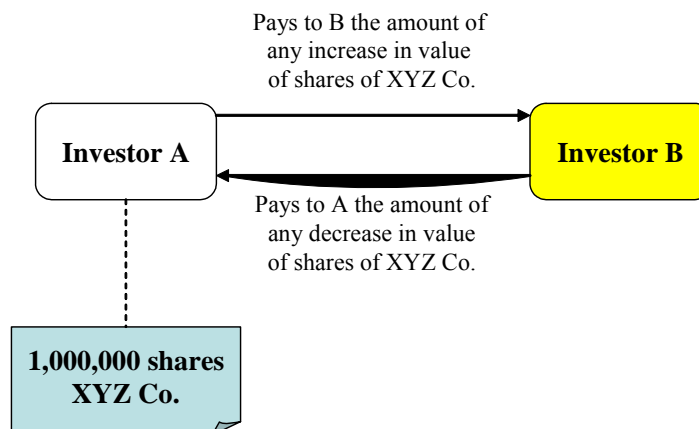 Pays to B the amount of
any increase in value
of shares of XYZ Co.
Investor A
Investor B
Pays to A the amount of
any decrease in value
of shares of XYZ Co.
1,000,000 shares
XYZ Co.